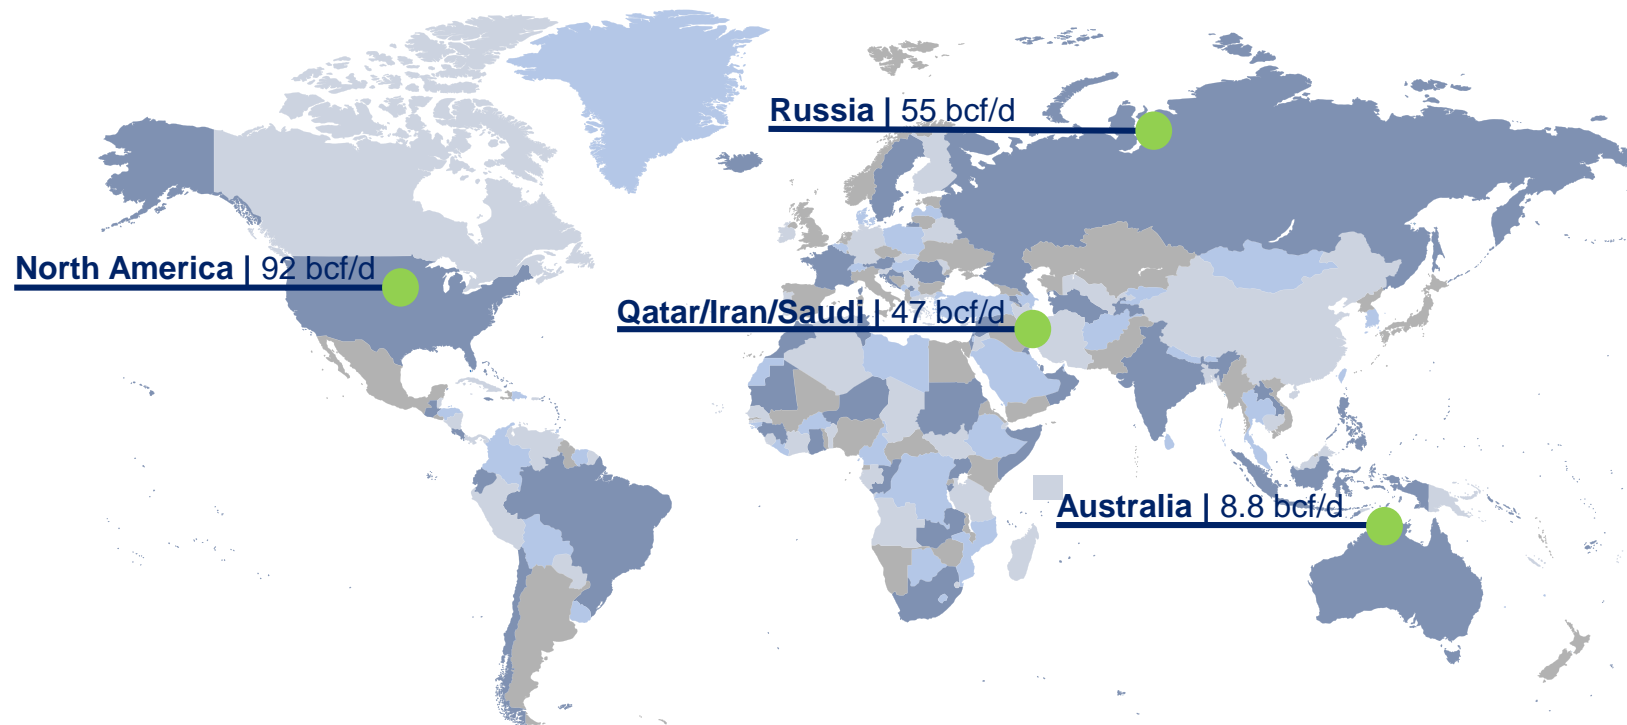 Russia | 55 bcf/d
North America | 92 bcf/d
Qatar/Iran/Saudi | 47 bcf/d
Australia | 8.8 bcf/d